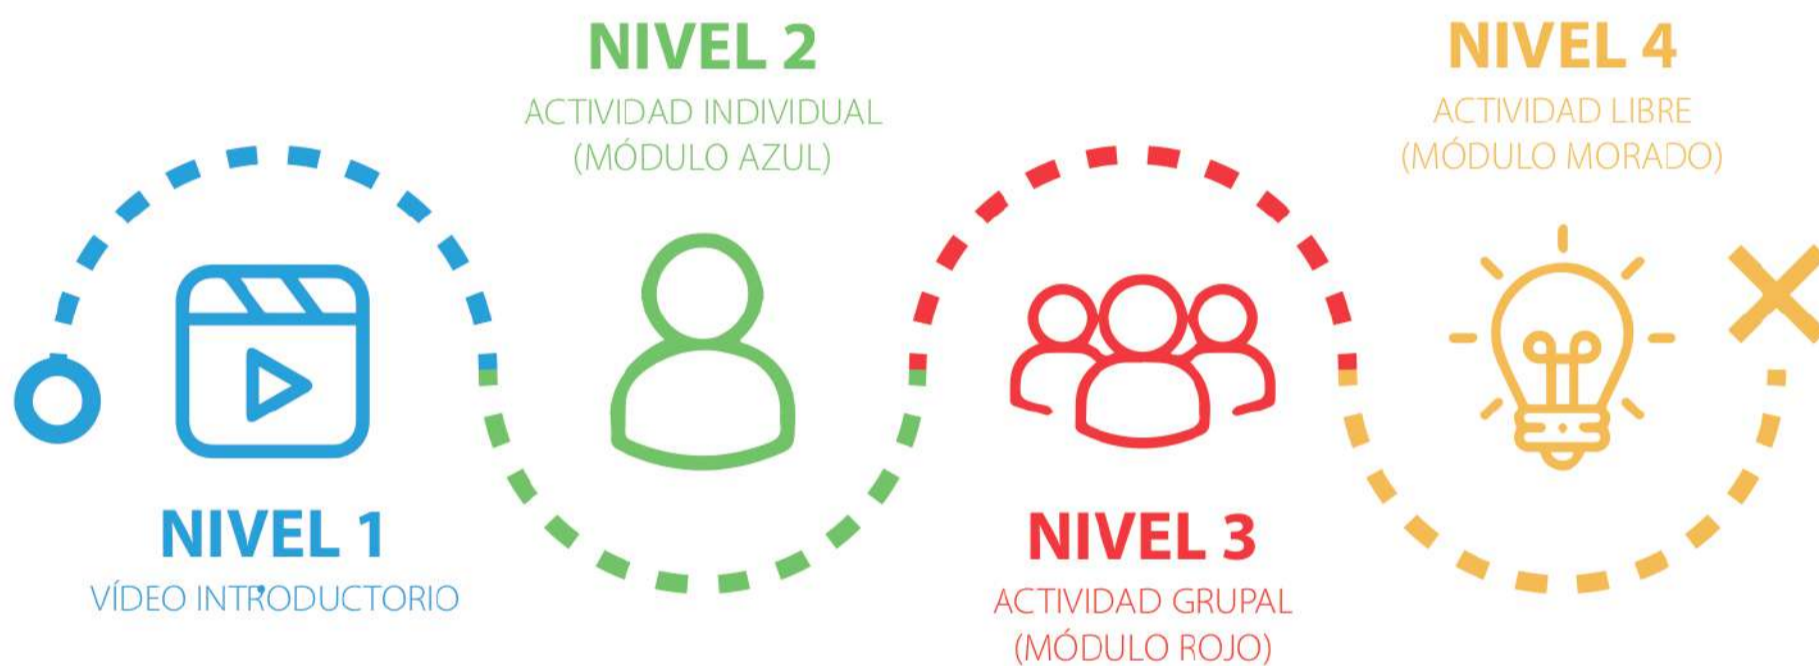 NIVEL 1
VÍDEO INTRODUCTORIO
NIVEL 2
ACTIVIDAD INDIVIDUAL
(MÓDULO AZUL)
NIVEL 3
ACTIVIDAD GRUPAL
(MÓDULO ROJO)
NIVEL 4
ACTIVIDAD LIBRE
(MÓDULO MORADO)